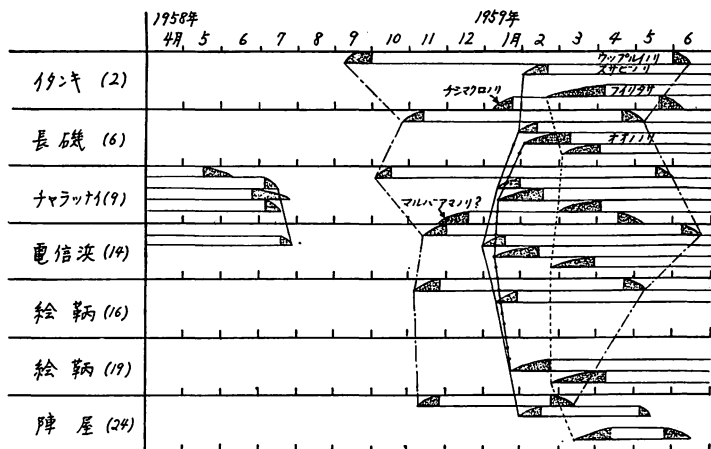 1958年 1959年
4月 5 6 7 8 9 10 11 12 1月 2 3 4 5 6
イタンキ (2)
ウップルイノリ
スサビノリ
チシマクロノリ
フイリタサ
長磯 (6)
オオノリ
チャラツナイ(9)
マルバアマノリ?
電信浜 (14)
絵鞆 (16)
絵鞆 (19)
陣屋 (24)